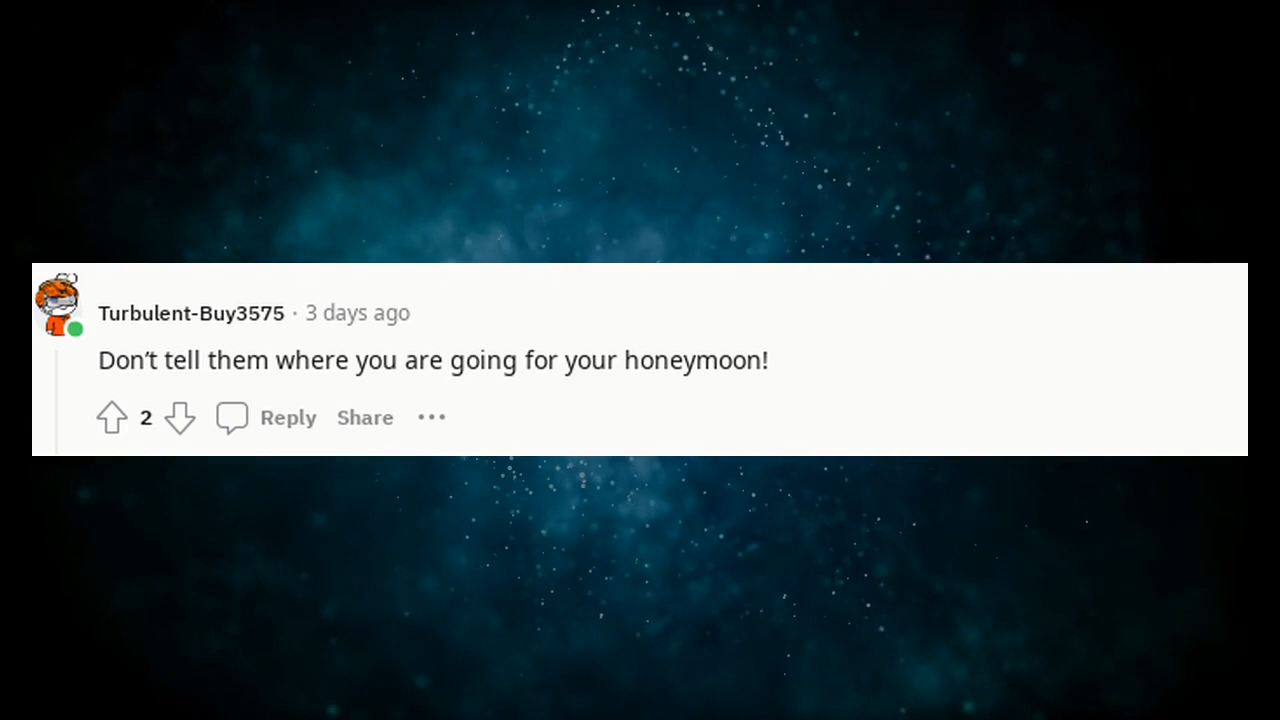 Turbulent-Buy3575 · 3 days ago
Don’t tell them where you are going for your honeymoon!
2 Reply Share ···